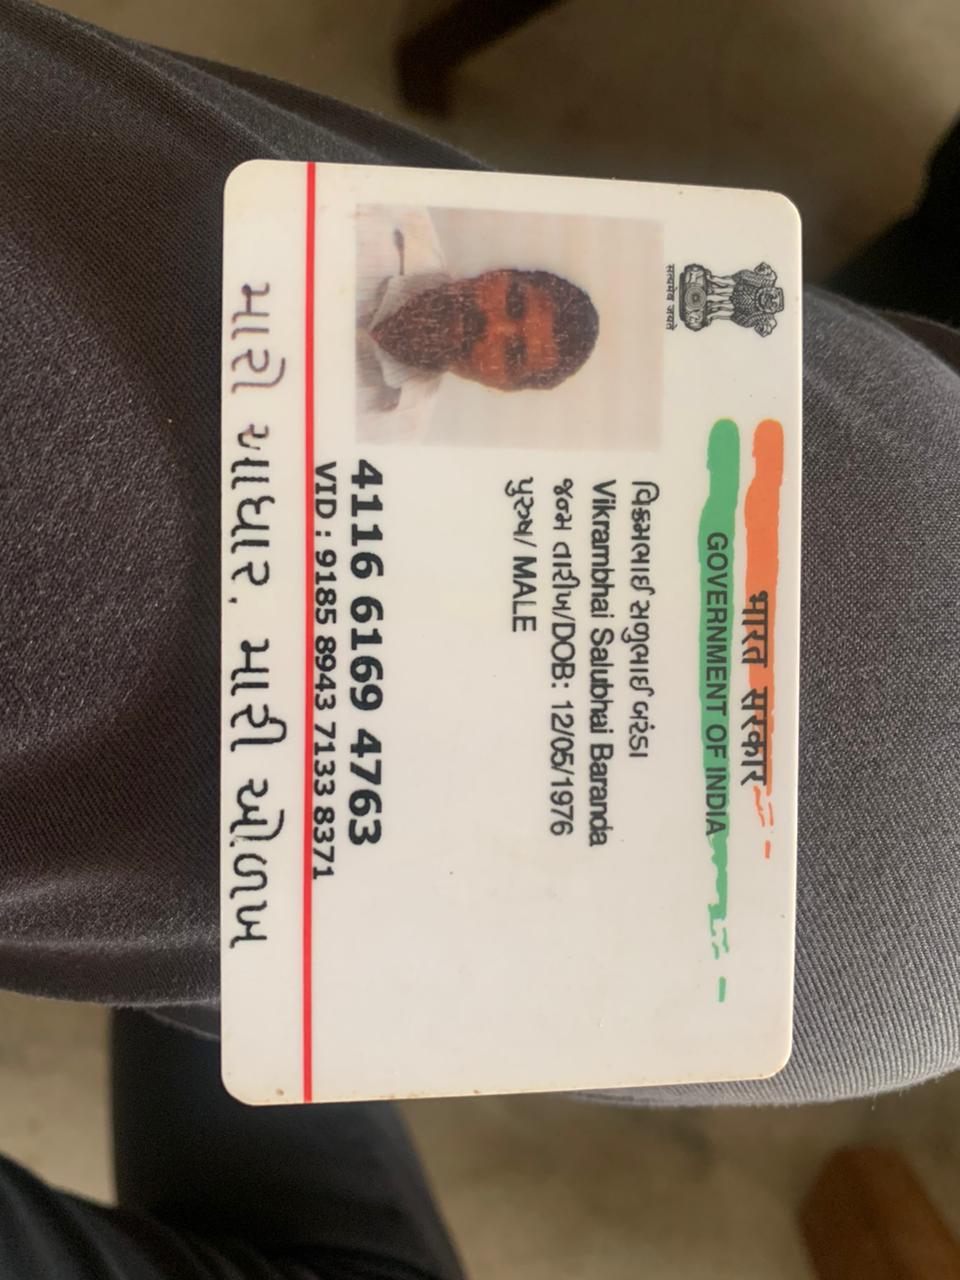 भारत सरकार
GOVERNMENT OF INDIA
सत्यमेव जयते
વિક્રમભાઈ સળુભાઈ બરંડા
Vikrambhai Salubhai Baranda
જન્મ તારીખ/DOB: 12/05/1976
પુરુષ/ MALE
4116 6169 4763
VID : 9185 8943 7133 8371
મારો આધાર, મારી ઓળખ